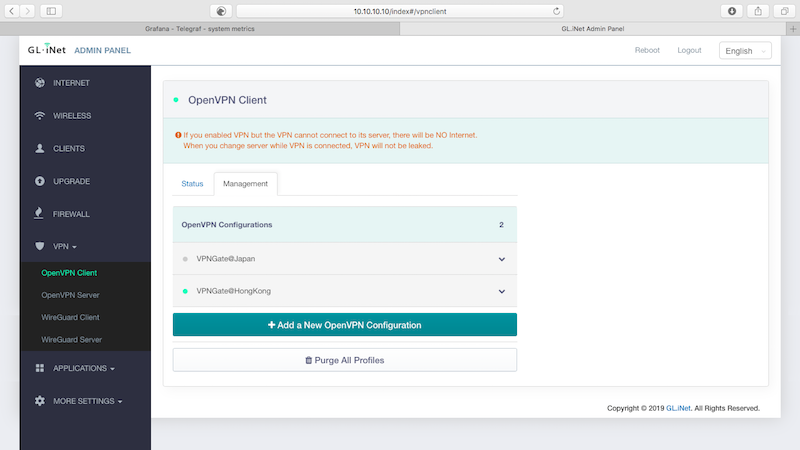 10.10.10.10/index#/vpnclient
Grafana - Telegraf - system metrics
GL.iNet Admin Panel
GL·iNet ADMIN PANEL
Reboot
Logout
English
INTERNET
WIRELESS
CLIENTS
UPGRADE
FIREWALL
VPN
OpenVPN Client
OpenVPN Server
WireGuard Client
WireGuard Server
APPLICATIONS
MORE SETTINGS
OpenVPN Client
If you enabled VPN but the VPN cannot connect to its server, there will be NO Internet.
When you change server while VPN is connected, VPN will not be leaked.
Status
Management
OpenVPN Configurations 2
VPNGate@Japan
VPNGate@HongKong
Add a New OpenVPN Configuration
Purge All Profiles
Copyright © 2019 GL.iNet. All Rights Reserved.